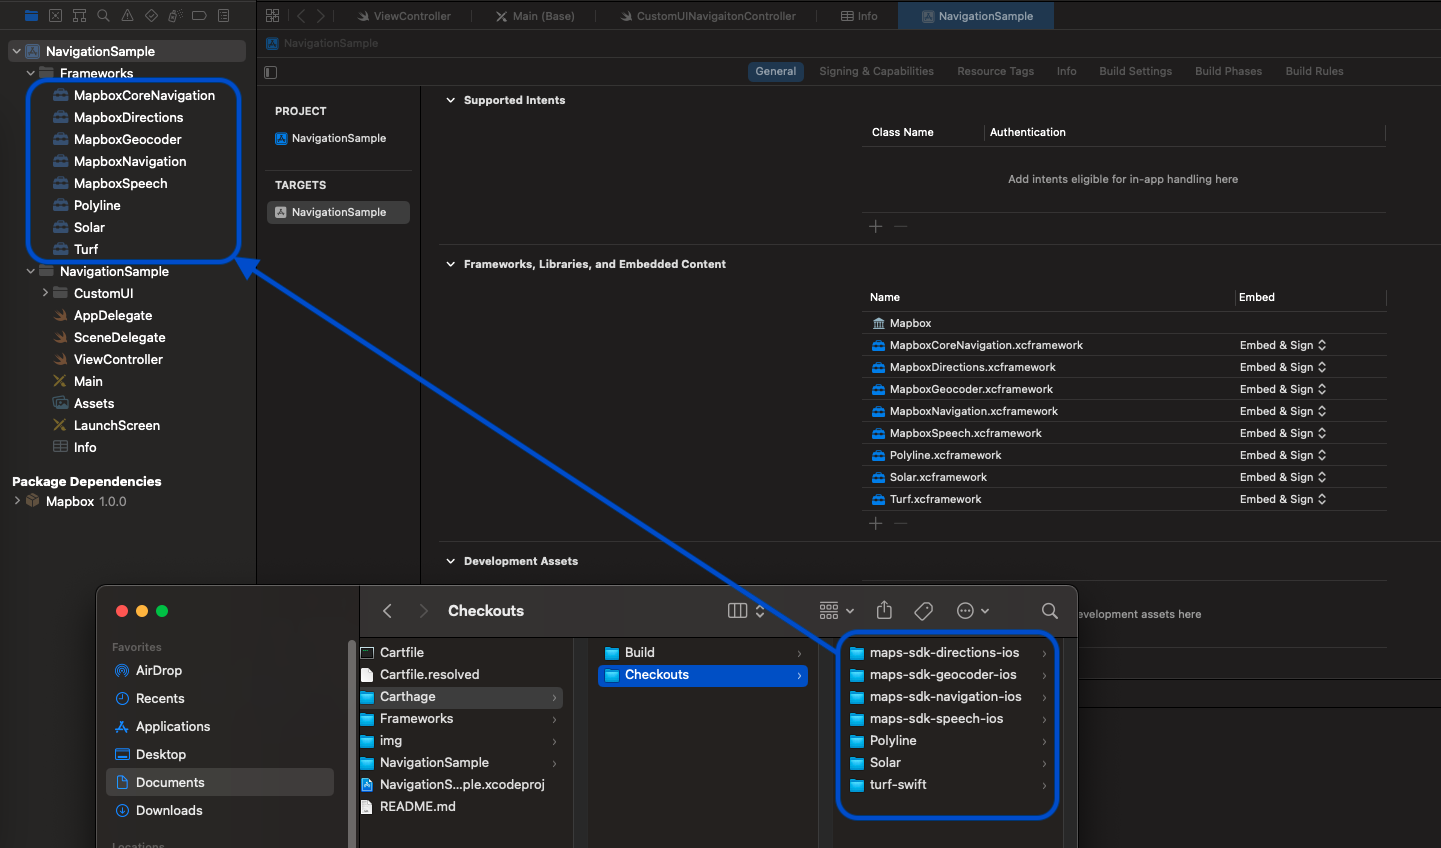 ViewController
Main (Base)
CustomUINavigaitonController
Info
NavigationSample
NavigationSample
General
Signing & Capabilities
Resource Tags
Info
Build Settings
Build Phases
Build Rules
NavigationSample
Frameworks
MapboxCoreNavigation
MapboxDirections
MapboxGeocoder
MapboxNavigation
MapboxSpeech
Polyline
Solar
Turf
NavigationSample
CustomUI
AppDelegate
SceneDelegate
ViewController
Main
Assets
LaunchScreen
Info
Package Dependencies
Mapbox 1.0.0
PROJECT
NavigationSample
TARGETS
NavigationSample
Supported Intents
Class Name
Authentication
Add intents eligible for in-app handling here
Frameworks, Libraries, and Embedded Content
Name
Embed
Mapbox
MapboxCoreNavigation.xcframework Embed & Sign
MapboxDirections.xcframework Embed & Sign
MapboxGeocoder.xcframework Embed & Sign
MapboxNavigation.xcframework Embed & Sign
MapboxSpeech.xcframework Embed & Sign
Polyline.xcframework Embed & Sign
Solar.xcframework Embed & Sign
Turf.xcframework Embed & Sign
Development Assets
evelopment assets here
Checkouts
Favorites
AirDrop
Recents
Applications
Desktop
Documents
Downloads
Locations
Cartfile
Cartfile.resolved
Carthage
Frameworks
img
NavigationSample
NavigationS...ple.xcodeproj
README.md
Build
Checkouts
maps-sdk-directions-ios
maps-sdk-geocoder-ios
maps-sdk-navigation-ios
maps-sdk-speech-ios
Polyline
Solar
turf-swift